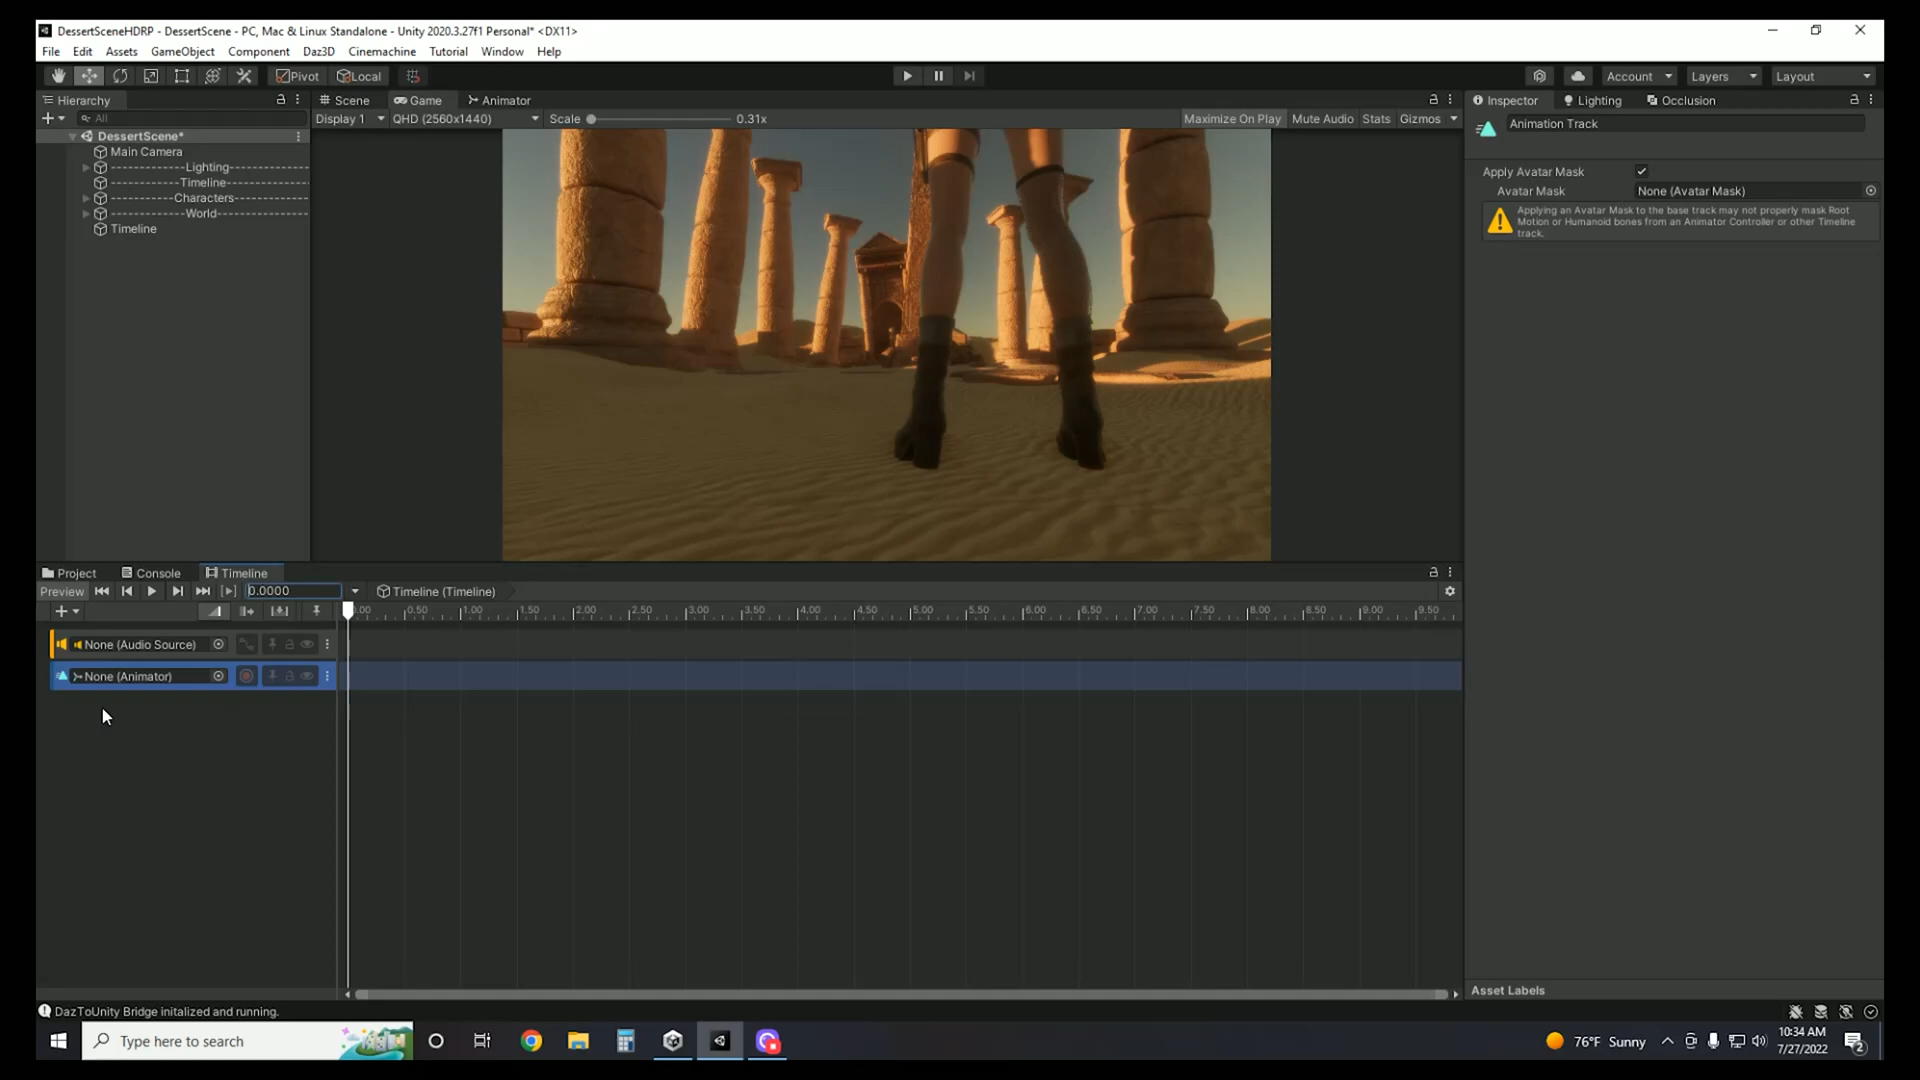 DessertSceneHDRP - DessertScene - PC, Mac & Linux Standalone - Unity 2020.3.27f1 Personal* <DX11>
File Edit Assets GameObject Component Daz3D Cinemachine Tutorial Window Help
Pivot Local Account Layers Layout
Hierarchy Scene Game Animator Inspector Lighting Occlusion
All Display 1 QHD (2560x1440) Scale 0.31x Maximize On Play Mute Audio Stats Gizmos
Animation Track
DessertScene*
Main Camera
---------------Lighting----------------
---------------Timeline----------------
-------------Characters----------------
---------------World----------------
Timeline
Apply Avatar Mask
Avatar Mask None (Avatar Mask)
Applying an Avatar Mask to the base track may not properly mask Root
Motion or Humanoid bones from an Animator Controller or other Timeline
track.
Project Console Timeline
Preview 0.0000 Timeline (Timeline)
0.50 1.00 1.50 2.00 2.50 3.00 3.50 4.00 4.50 5.00 5.50 6.00 6.50 7.00 7.50 8.00 8.50 9.00 9.50
None (Audio Source)
None (Animator)
Asset Labels
DazToUnity Bridge initalized and running.
Type here to search
76°F Sunny
10:34 AM
7/27/2022
2